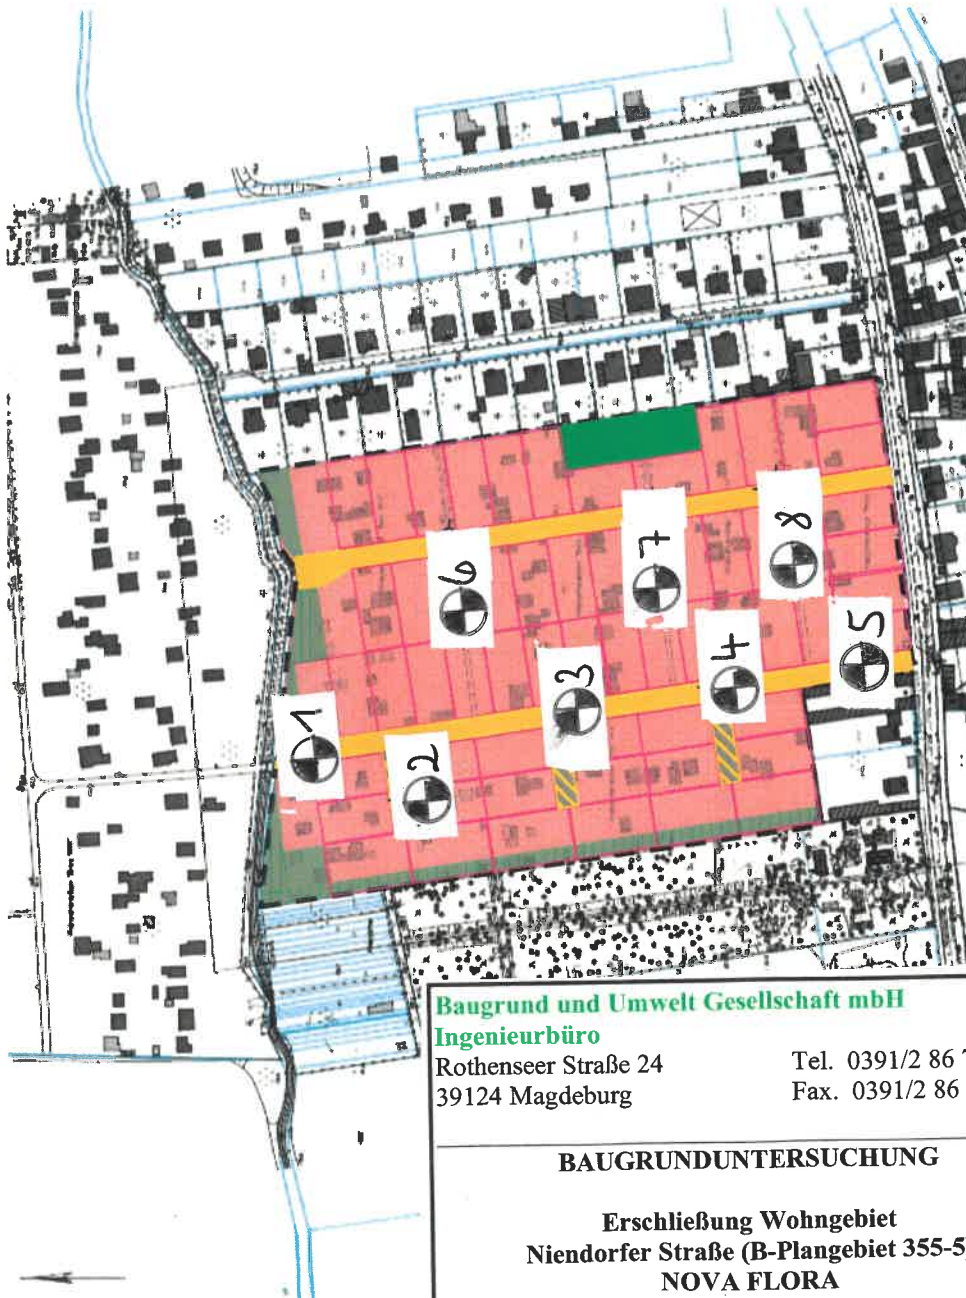 6
7
8
1
2
3
4
5
Baugrund und Umwelt Gesellschaft mbH
Ingenieurbüro
Rothenseer Straße 24 Tel. 0391/2 86
39124 Magdeburg Fax. 0391/2 86
BAUGRUNDUNTERSUCHUNG
Erschließung Wohngebiet
Niendorfer Straße (B-Plangebiet 355-5
NOVA FLORA